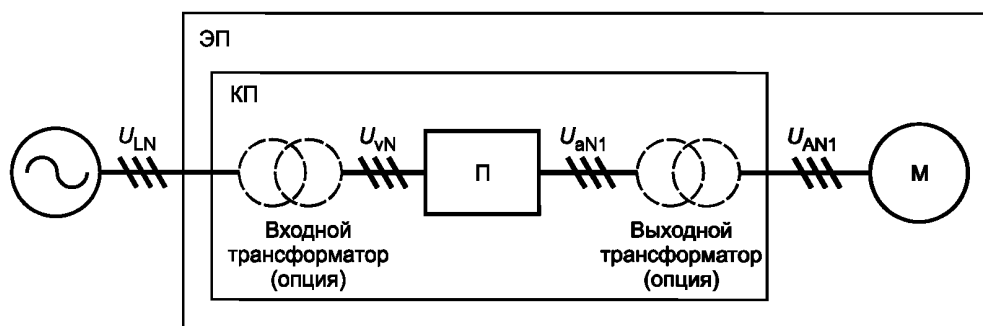 ЭП
КП
U_LN
U_vN
U_aN1
U_AN1
П
М
Входной
трансформатор
(опция)
Выходной
трансформатор
(опция)